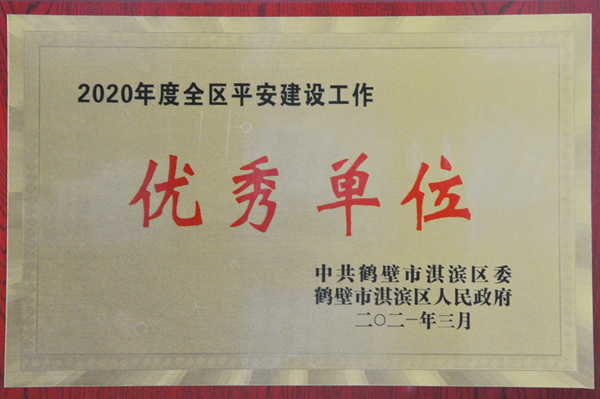 2020年度全区平安建设工作
优秀单位
中共鹤壁市淇滨区委
鹤壁市淇滨区人民政府
二〇二一年三月